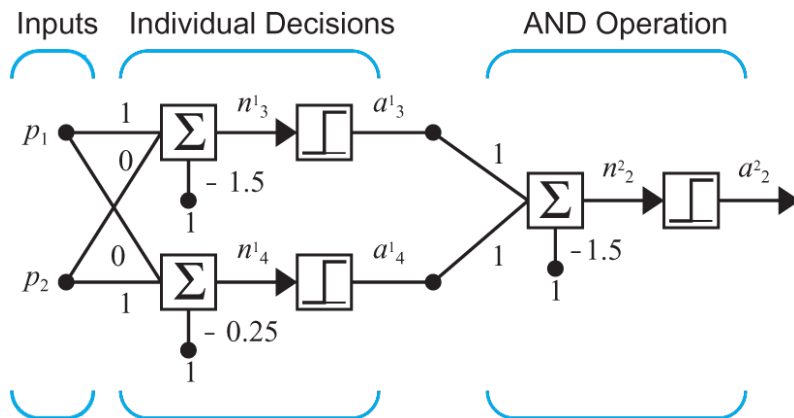 Inputs Individual Decisions AND Operation
p₁ 1 Σ n¹₃ a¹₃
0 1
- 1.5
1 Σ n²₂ a²₂
0 1
p₂ 1 Σ n¹₄ a¹₄
- 1.5
1
- 0.25
1